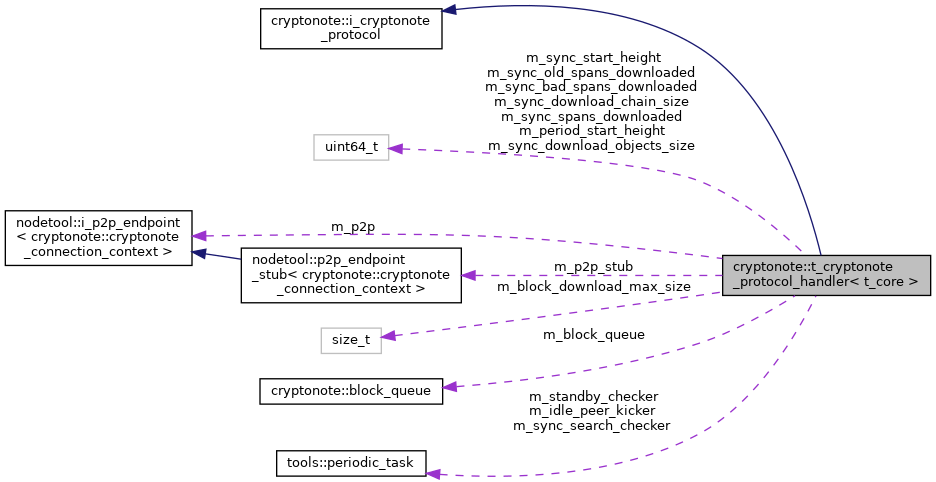 cryptonote::i_cryptonote
_protocol
m_sync_start_height
m_sync_old_spans_downloaded
m_sync_bad_spans_downloaded
m_sync_download_chain_size
m_sync_spans_downloaded
m_period_start_height
m_sync_download_objects_size
uint64_t
nodetool::i_p2p_endpoint
< cryptonote::cryptonote
_connection_context >
m_p2p
nodetool::p2p_endpoint
_stub< cryptonote::cryptonote
_connection_context >
m_p2p_stub
cryptonote::t_cryptonote
_protocol_handler< t_core >
m_block_download_max_size
size_t
m_block_queue
cryptonote::block_queue
m_standby_checker
m_idle_peer_kicker
m_sync_search_checker
tools::periodic_task